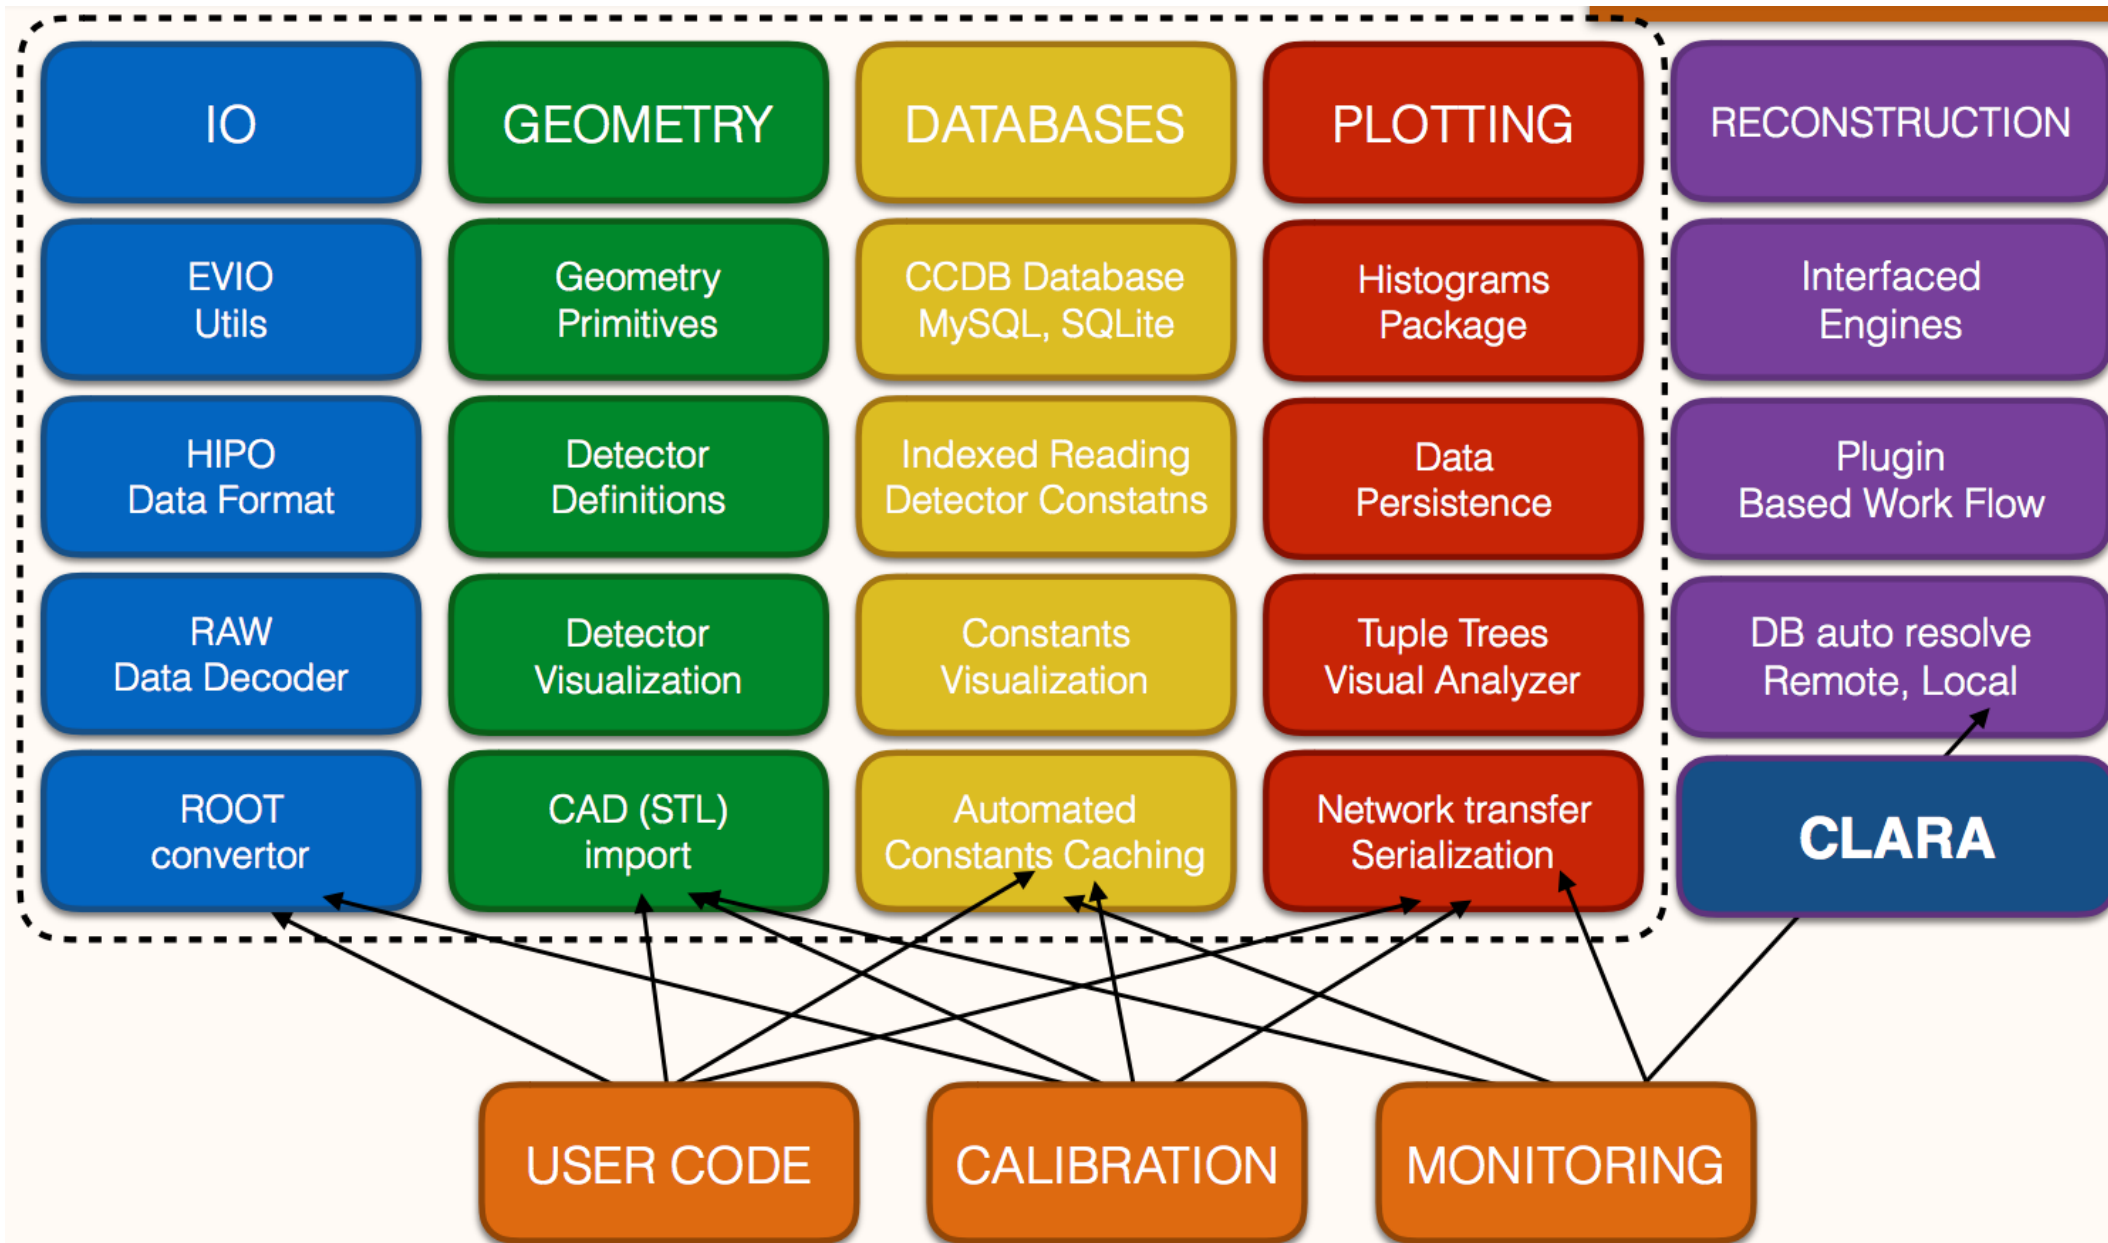 IO
GEOMETRY
DATABASES
PLOTTING
RECONSTRUCTION
EVIO
Utils
Geometry
Primitives
CCDB Database
MySQL, SQLite
Histograms
Package
Interfaced
Engines
HIPO
Data Format
Detector
Definitions
Indexed Reading
Detector Constatns
Data
Persistence
Plugin
Based Work Flow
RAW
Data Decoder
Detector
Visualization
Constants
Visualization
Tuple Trees
Visual Analyzer
DB auto resolve
Remote, Local
ROOT
convertor
CAD (STL)
import
Automated
Constants Caching
Network transfer
Serialization
CLARA
USER CODE
CALIBRATION
MONITORING